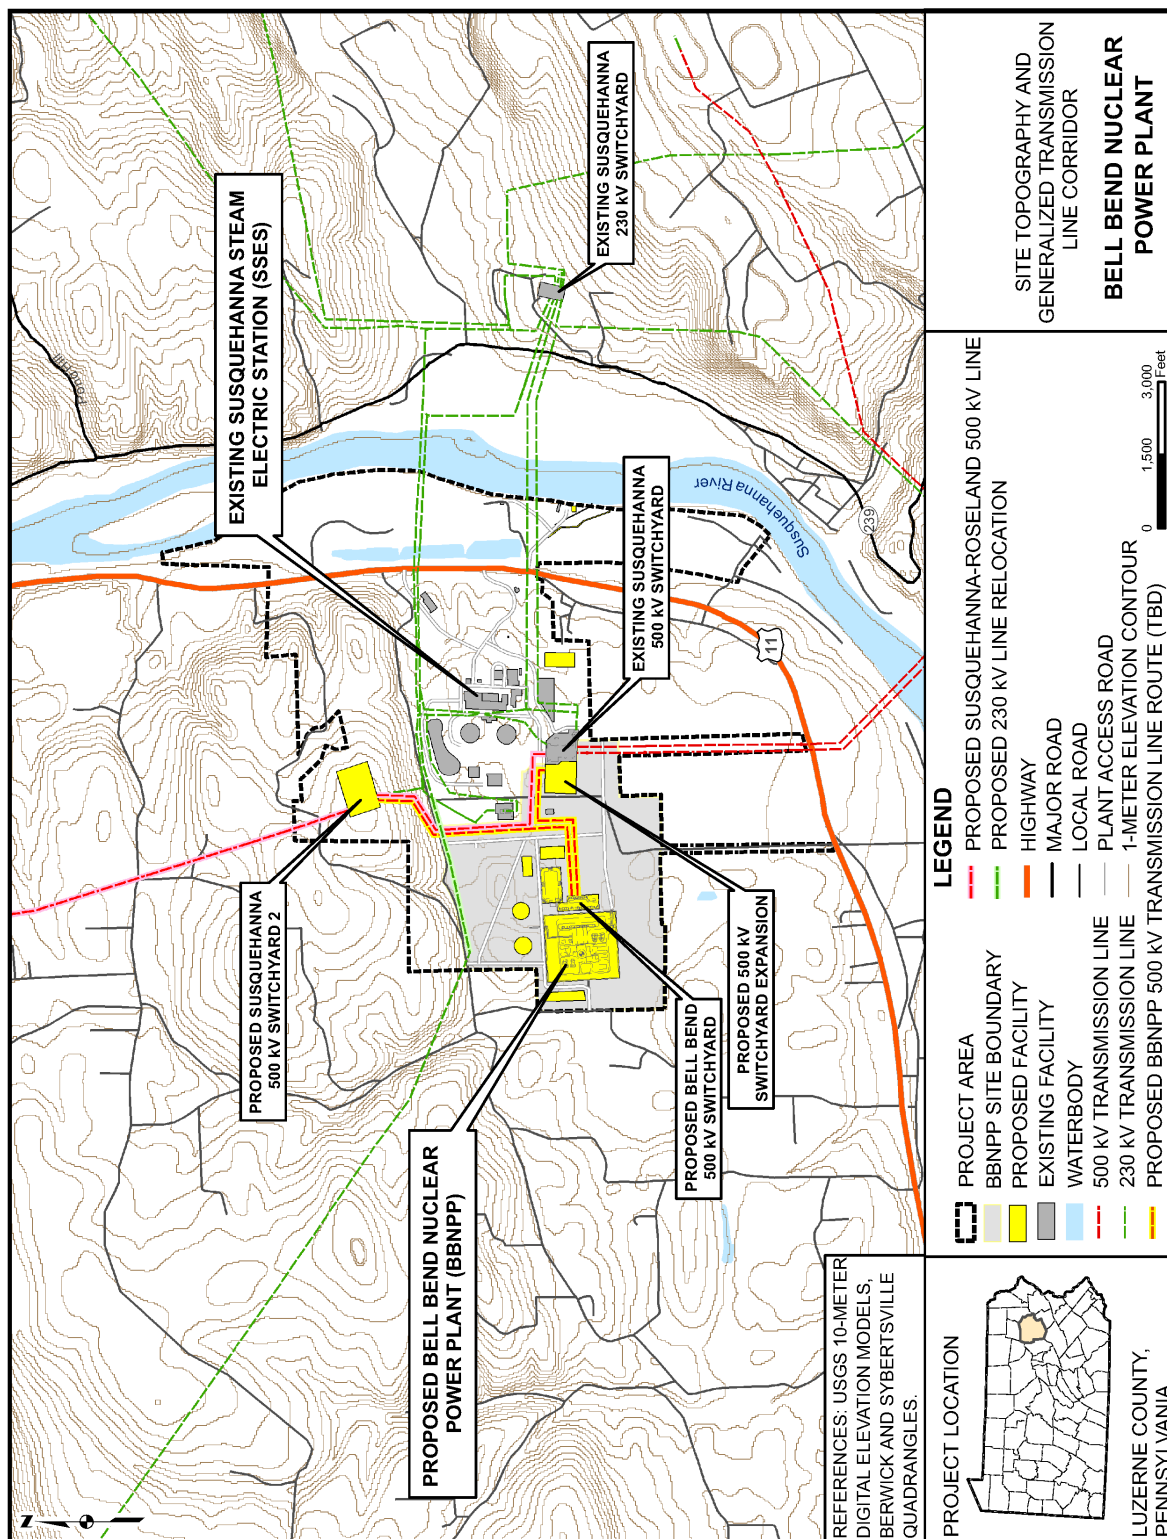 N
EXISTING SUSQUEHANNA STEAM
ELECTRIC STATION (SSES)
EXISTING SUSQUEHANNA
230 kV SWITCHYARD
PROPOSED SUSQUEHANNA
500 kV SWITCHYARD 2
EXISTING SUSQUEHANNA
500 kV SWITCHYARD
PROPOSED BELL BEND NUCLEAR
POWER PLANT (BBNPP)
PROPOSED BELL BEND
500 kV SWITCHYARD
PROPOSED 500 kV
SWITCHYARD EXPANSION
Susquehanna River
11
239
REFERENCES: USGS 10-METER
DIGITAL ELEVATION MODELS,
BERWICK AND SYBERTSVILLE
QUADRANGLES.
PROJECT LOCATION
LUZERNE COUNTY,
PENNSYLVANIA
LEGEND
PROJECT AREA
BBNPP SITE BOUNDARY
PROPOSED FACILITY
EXISTING FACILITY
WATERBODY
500 kV TRANSMISSION LINE
230 kV TRANSMISSION LINE
PROPOSED BBNPP 500 kV TRANSMISSION LINE ROUTE (TBD)
PROPOSED SUSQUEHANNA-ROSELAND 500 kV LINE
PROPOSED 230 kV LINE RELOCATION
HIGHWAY
MAJOR ROAD
LOCAL ROAD
PLANT ACCESS ROAD
1-METER ELEVATION CONTOUR
0 1,500 3,000
Feet
SITE TOPOGRAPHY AND
GENERALIZED TRANSMISSION
LINE CORRIDOR
BELL BEND NUCLEAR
POWER PLANT